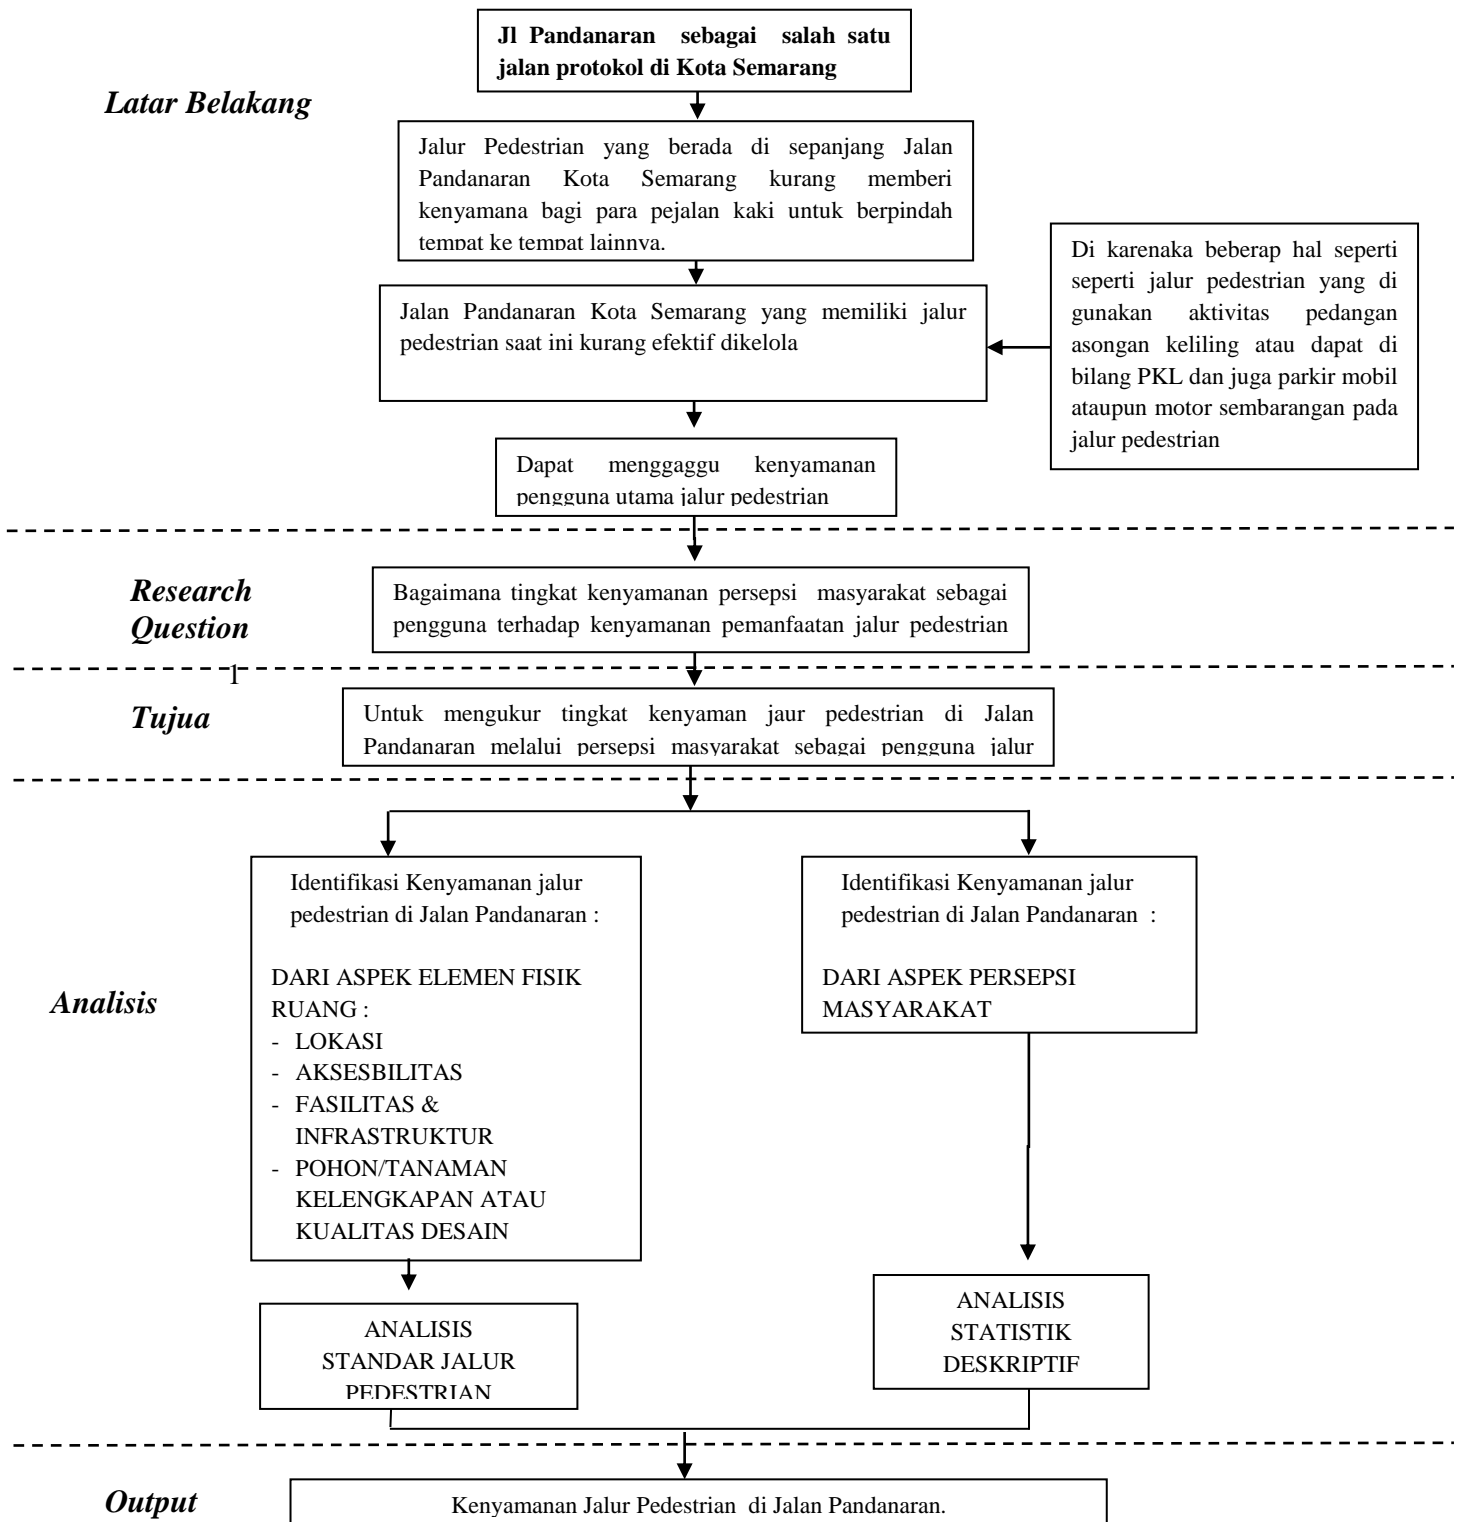 Jl Pandanaran sebagai salah satu
jalan protokol di Kota Semarang
Latar Belakang
Jalur Pedestrian yang berada di sepanjang Jalan
Pandanaran Kota Semarang kurang memberi
kenyamana bagi para pejalan kaki untuk berpindah
tempat ke tempat lainnya.
Di karenaka beberap hal seperti
seperti jalur pedestrian yang di
gunakan aktivitas pedangan
asongan keliling atau dapat di
bilang PKL dan juga parkir mobil
ataupun motor sembarangan pada
jalur pedestrian
Jalan Pandanaran Kota Semarang yang memiliki jalur
pedestrian saat ini kurang efektif dikelola
Dapat menggaggu kenyamanan
pengguna utama jalur pedestrian
Research
Question
Bagaimana tingkat kenyamanan persepsi masyarakat sebagai
pengguna terhadap kenyamanan pemanfaatan jalur pedestrian
1
Tujua
Untuk mengukur tingkat kenyaman jaur pedestrian di Jalan
Pandanaran melalui persepsi masyarakat sebagai pengguna jalur
Analisis
Identifikasi Kenyamanan jalur
pedestrian di Jalan Pandanaran :
DARI ASPEK ELEMEN FISIK
RUANG :
- LOKASI
- AKSESBILITAS
- FASILITAS &
INFRASTRUKTUR
- POHON/TANAMAN
KELENGKAPAN ATAU
KUALITAS DESAIN
Identifikasi Kenyamanan jalur
pedestrian di Jalan Pandanaran :
DARI ASPEK PERSEPSI
MASYARAKAT
ANALISIS
STANDAR JALUR
PEDESTRIAN
ANALISIS
STATISTIK
DESKRIPTIF
Output
Kenyamanan Jalur Pedestrian di Jalan Pandanaran.